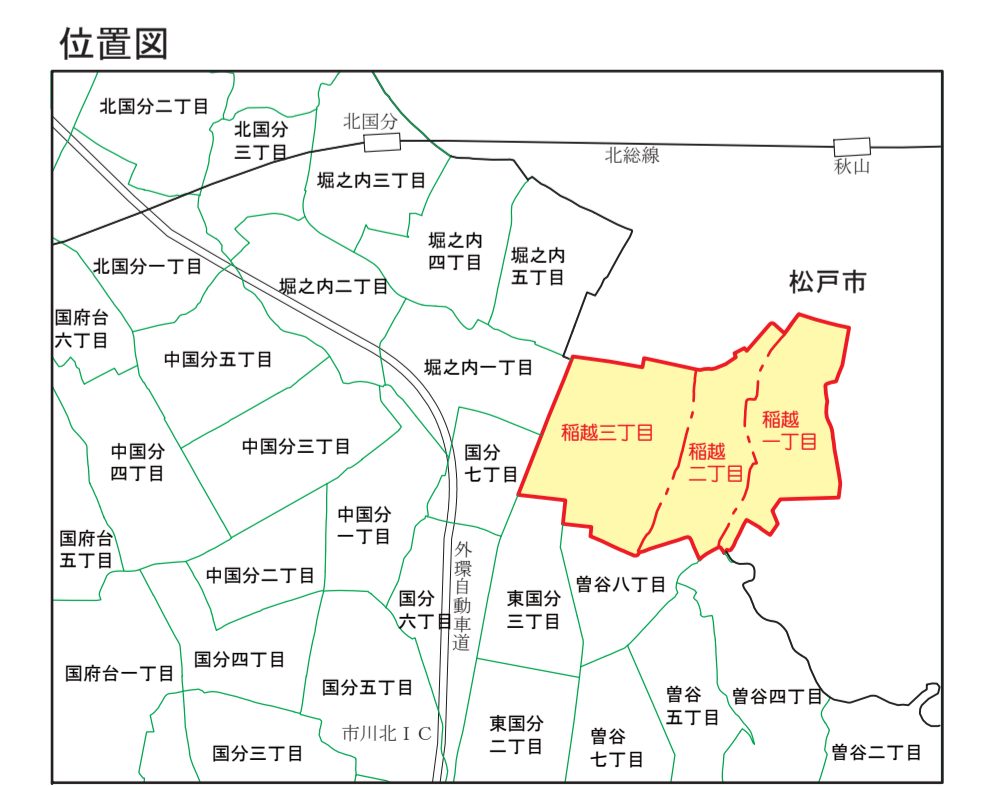 位置図
北国分二丁目
北国分
三丁目
北国分
北総線
秋山
堀之内三丁目
堀之内
四丁目
堀之内
五丁目
北国分一丁目
堀之内二丁目
松戸市
国府台
六丁目
中国分五丁目
堀之内一丁目
稲越三丁目
稲越
二丁目
稲越
一丁目
中国分
四丁目
中国分三丁目
国分
七丁目
中国分
一丁目
国府台
五丁目
中国分二丁目
外環自動車道
国分
六丁目
東国分
三丁目
曽谷八丁目
国府台一丁目
国分四丁目
国分五丁目
曽谷
五丁目
曽谷四丁目
市川北ＩＣ
東国分
二丁目
曽谷
七丁目
国分三丁目
曽谷二丁目